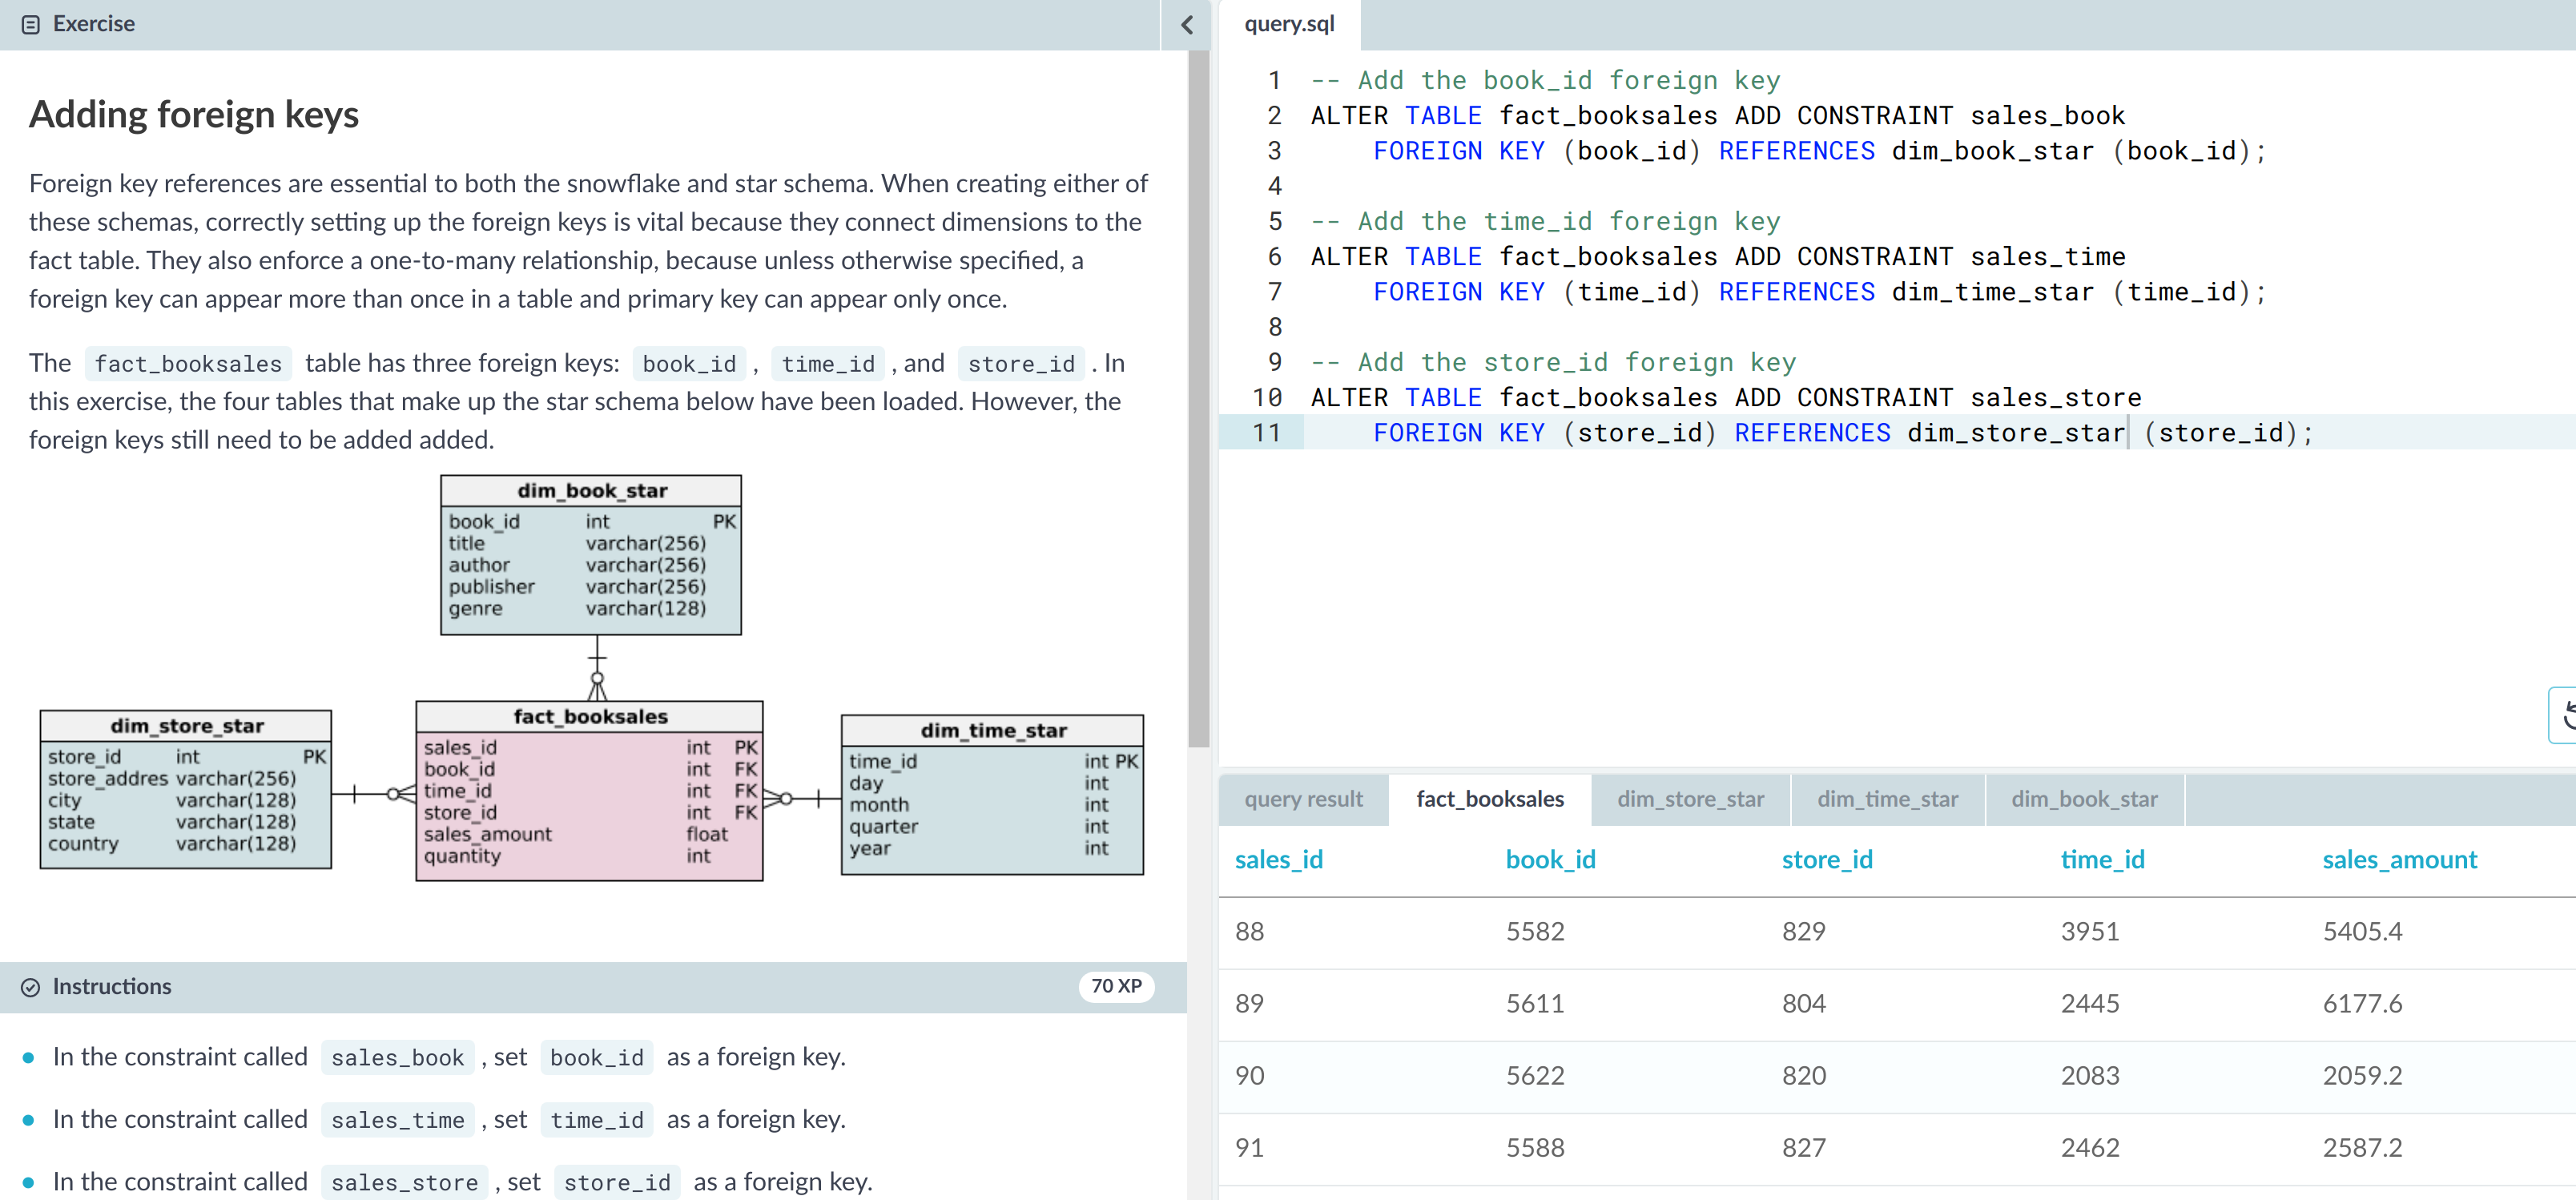 Exercise
Adding foreign keys
Foreign key references are essential to both the snowflake and star schema. When creating either of
these schemas, correctly setting up the foreign keys is vital because they connect dimensions to the
fact table. They also enforce a one-to-many relationship, because unless otherwise specified, a
foreign key can appear more than once in a table and primary key can appear only once.
The fact_booksales table has three foreign keys: book_id , time_id , and store_id . In
this exercise, the four tables that make up the star schema below have been loaded. However, the
foreign keys still need to be added added.
dim_book_star
book_id int PK
title varchar(256)
author varchar(256)
publisher varchar(256)
genre varchar(128)
dim_store_star
store_id int PK
store_addres varchar(256)
city varchar(128)
state varchar(128)
country varchar(128)
fact_booksales
sales_id int PK
book_id int FK
time_id int FK
store_id int FK
sales_amount float
quantity int
dim_time_star
time_id int PK
day int
month int
quarter int
year int
Instructions 70 XP
In the constraint called sales_book , set book_id as a foreign key.
In the constraint called sales_time , set time_id as a foreign key.
In the constraint called sales_store , set store_id as a foreign key.
query.sql
1 -- Add the book_id foreign key
2 ALTER TABLE fact_booksales ADD CONSTRAINT sales_book
3 FOREIGN KEY (book_id) REFERENCES dim_book_star (book_id);
4
5 -- Add the time_id foreign key
6 ALTER TABLE fact_booksales ADD CONSTRAINT sales_time
7 FOREIGN KEY (time_id) REFERENCES dim_time_star (time_id);
8
9 -- Add the store_id foreign key
10 ALTER TABLE fact_booksales ADD CONSTRAINT sales_store
11 FOREIGN KEY (store_id) REFERENCES dim_store_star (store_id);
query result fact_booksales dim_store_star dim_time_star dim_book_star
sales_id book_id store_id time_id sales_amount
88 5582 829 3951 5405.4
89 5611 804 2445 6177.6
90 5622 820 2083 2059.2
91 5588 827 2462 2587.2